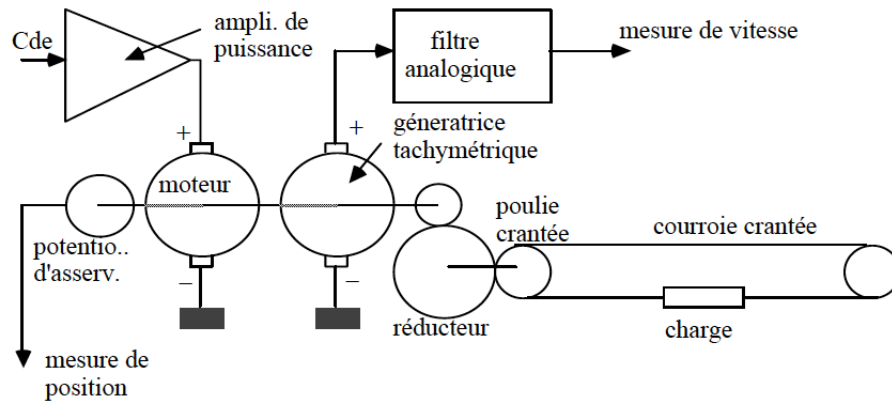 Cde
ampli. de
puissance
filtre
analogique
mesure de vitesse
+
+
géneratrice
tachymétrique
moteur
poulie
crantée
courroie crantée
potentio..
d'asserv.
–
–
réducteur
charge
mesure de
position